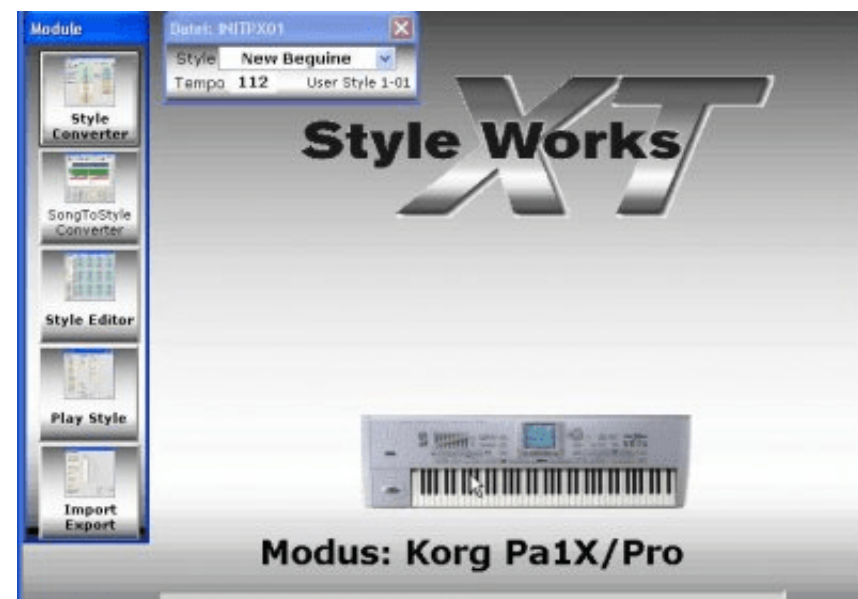 Module
Datei: INITPX01
Style New Bequine
Tempo 112 User Style 1-01
XT
Style Works
Style
Converter
SongToStyle
Converter
Style Editor
Play Style
Import
Export
Modus: Korg Pa1X/Pro